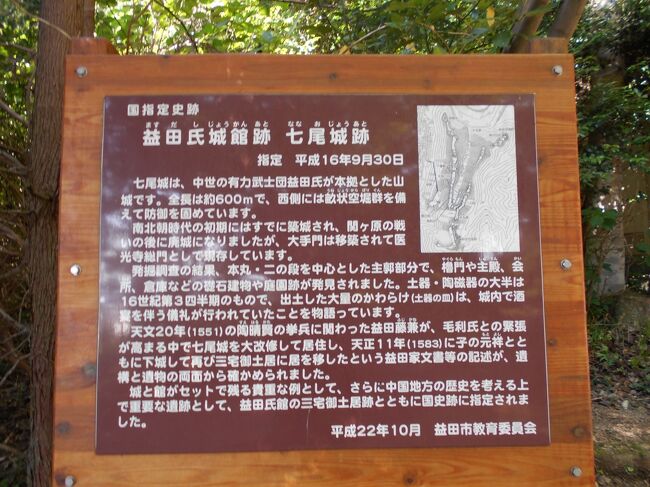 国指定史跡
ますだしじょうかんあと ななおじょうあと
益田氏城館跡 七尾城跡
指定 平成16年9月30日
七尾城は、中世の有力武士団益田氏が本拠とした山
城です。全長は約600mで、西側には畝状空堀群を備
えて防御を固めています。
南北朝時代の初期にはすでに築城され、関ヶ原の戦
いの後に廃城になりましたが、大手門は移築されて医
光寺総門として現存しています。
発掘調査の結果、本丸・二の段を中心とした主郭部分で、櫓門や主殿、会
所、倉庫などの礎石建物や庭園跡が発見されました。土器・陶磁器の大半は
16世紀第3四半期のもので、出土した大量のかわらけ(土器の皿)は、城内で酒
宴を伴う儀礼が行われていたことを物語っています。
天文20年(1551)の陶晴賢の挙兵に関わった益田藤兼が、毛利氏との緊張
が高まる中で七尾城を大改修して居住し、天正11年(1583)に子の元祥とと
もに下城して再び三宅御土居に居を移したという益田家文書等の記述が、遺
構と遺物の両面から確かめられました。
城と館がセットで残る貴重な例として、さらに中国地方の歴史を考える上
で重要な遺跡として、益田氏館の三宅御土居跡とともに国史跡に指定されま
した。
平成22年10月 益田市教育委員会